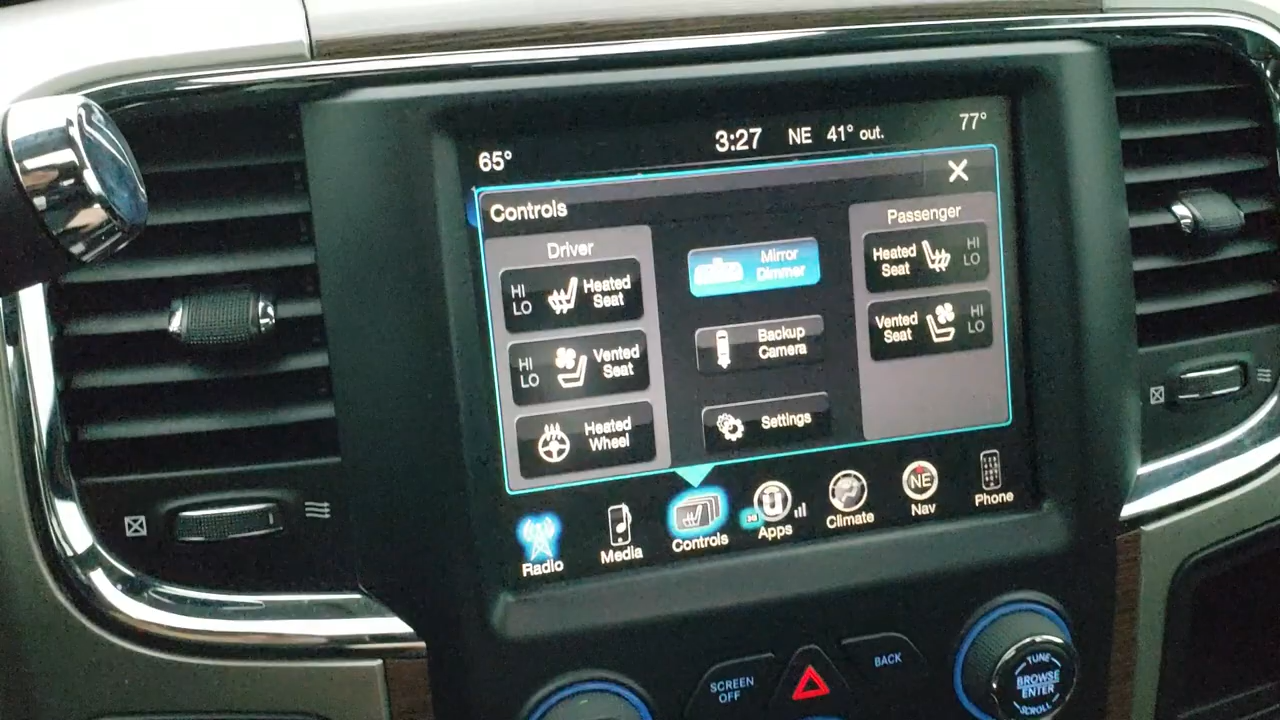 65°
3:27 NE 41° out.
77°
Controls
X
Driver
HI
LO
Heated
Seat
HI
LO
Vented
Seat
Heated
Wheel
Mirror
Dimmer
Backup
Camera
Settings
Passenger
Heated
Seat
HI
LO
Vented
Seat
HI
LO
Radio
Media
Controls
Apps
Climate
NE
Nav
Phone
SCREEN
OFF
BACK
TUNE
BROWSE
ENTER
SCROLL